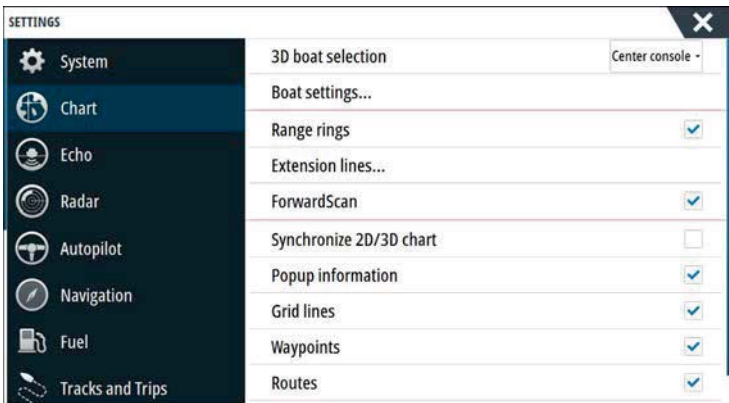 SETTINGS
System
Chart
Echo
Radar
Autopilot
Navigation
Fuel
Tracks and Trips
3D boat selection Center console
Boat settings...
Range rings
Extension lines...
ForwardScan
Synchronize 2D/3D chart
Popup information
Grid lines
Waypoints
Routes